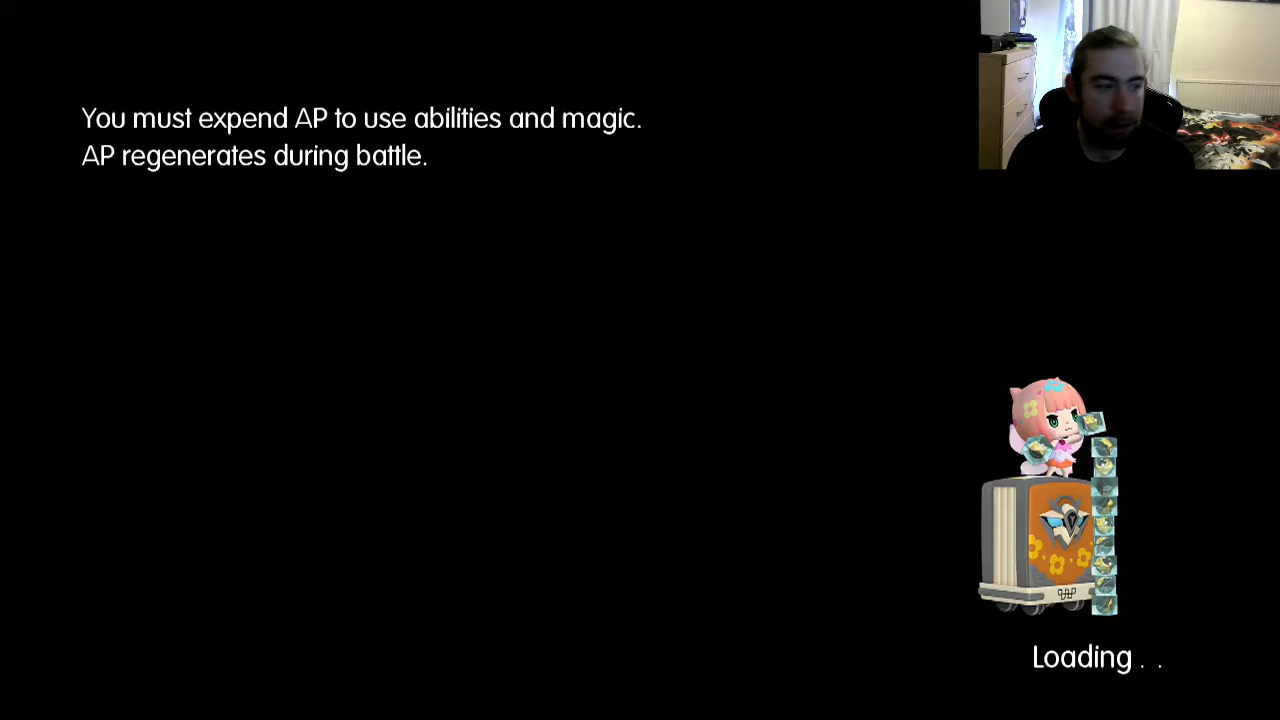 You must expend AP to use abilities and magic.
AP regenerates during battle.
Loading . .